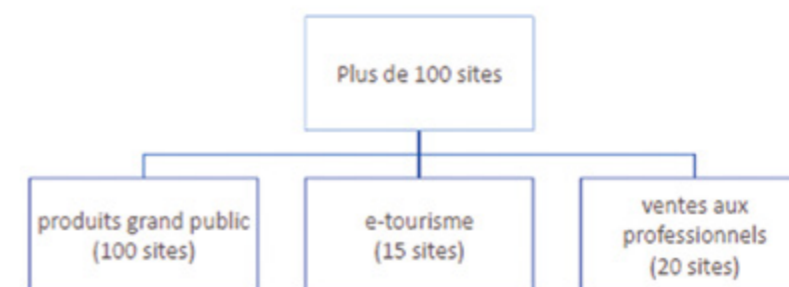 Plus de 100 sites
produits grand public
(100 sites)
e-tourisme
(15 sites)
ventes aux
professionnels
(20 sites)